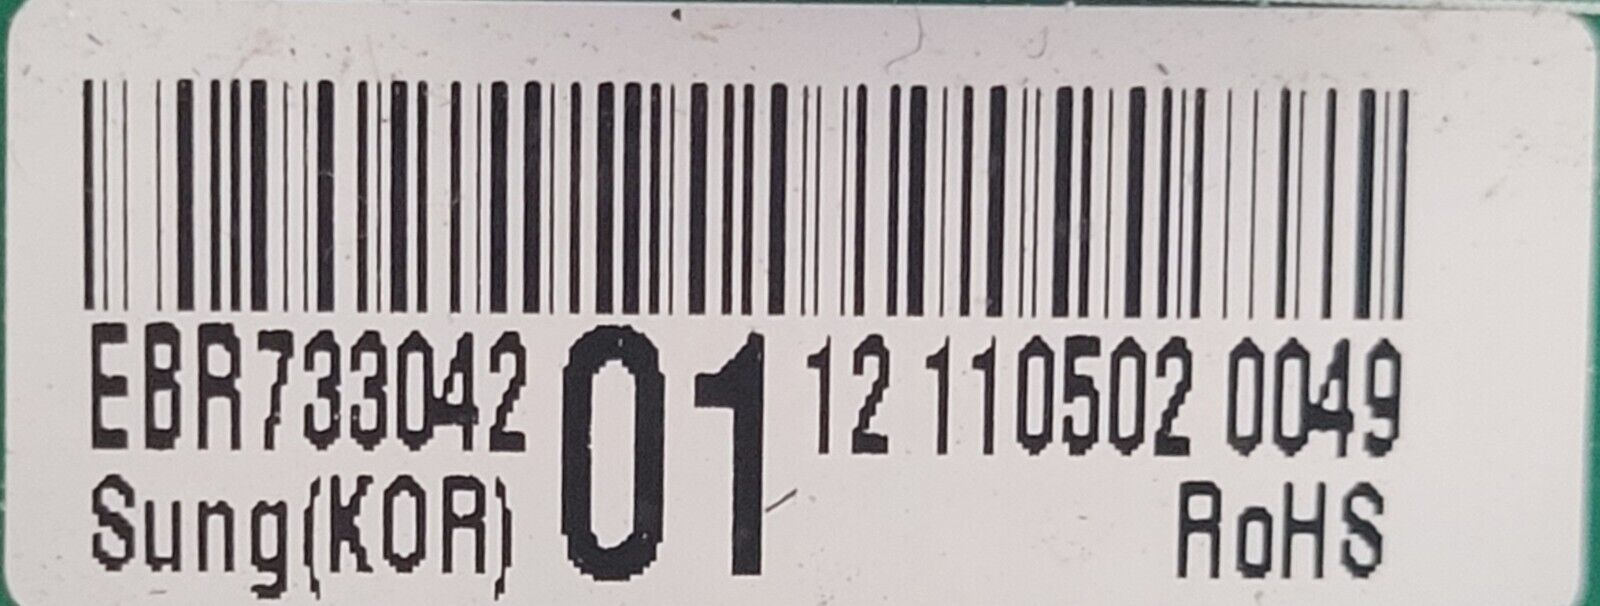 EBR733042 01 12 110502 0049
Sung(KOR) RoHS